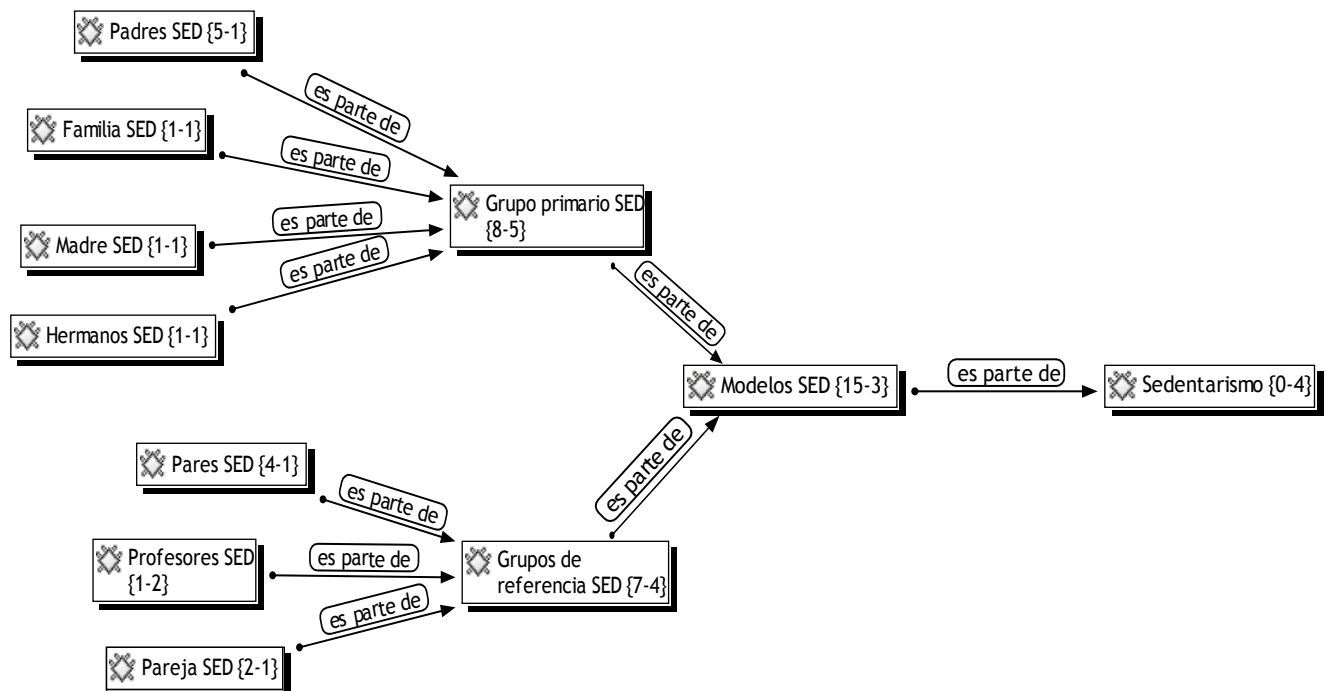 Padres SED {5-1}
es parte de
Familia SED {1-1}
es parte de
Grupo primario SED
{8-5}
es parte de
Madre SED {1-1}
es parte de
Hermanos SED {1-1}
es parte de
Modelos SED {15-3}
es parte de
Sedentarismo {0-4}
es parte de
Pares SED {4-1}
es parte de
Profesores SED
{1-2}
es parte de
Grupos de
referencia SED {7-4}
es parte de
Pareja SED {2-1}